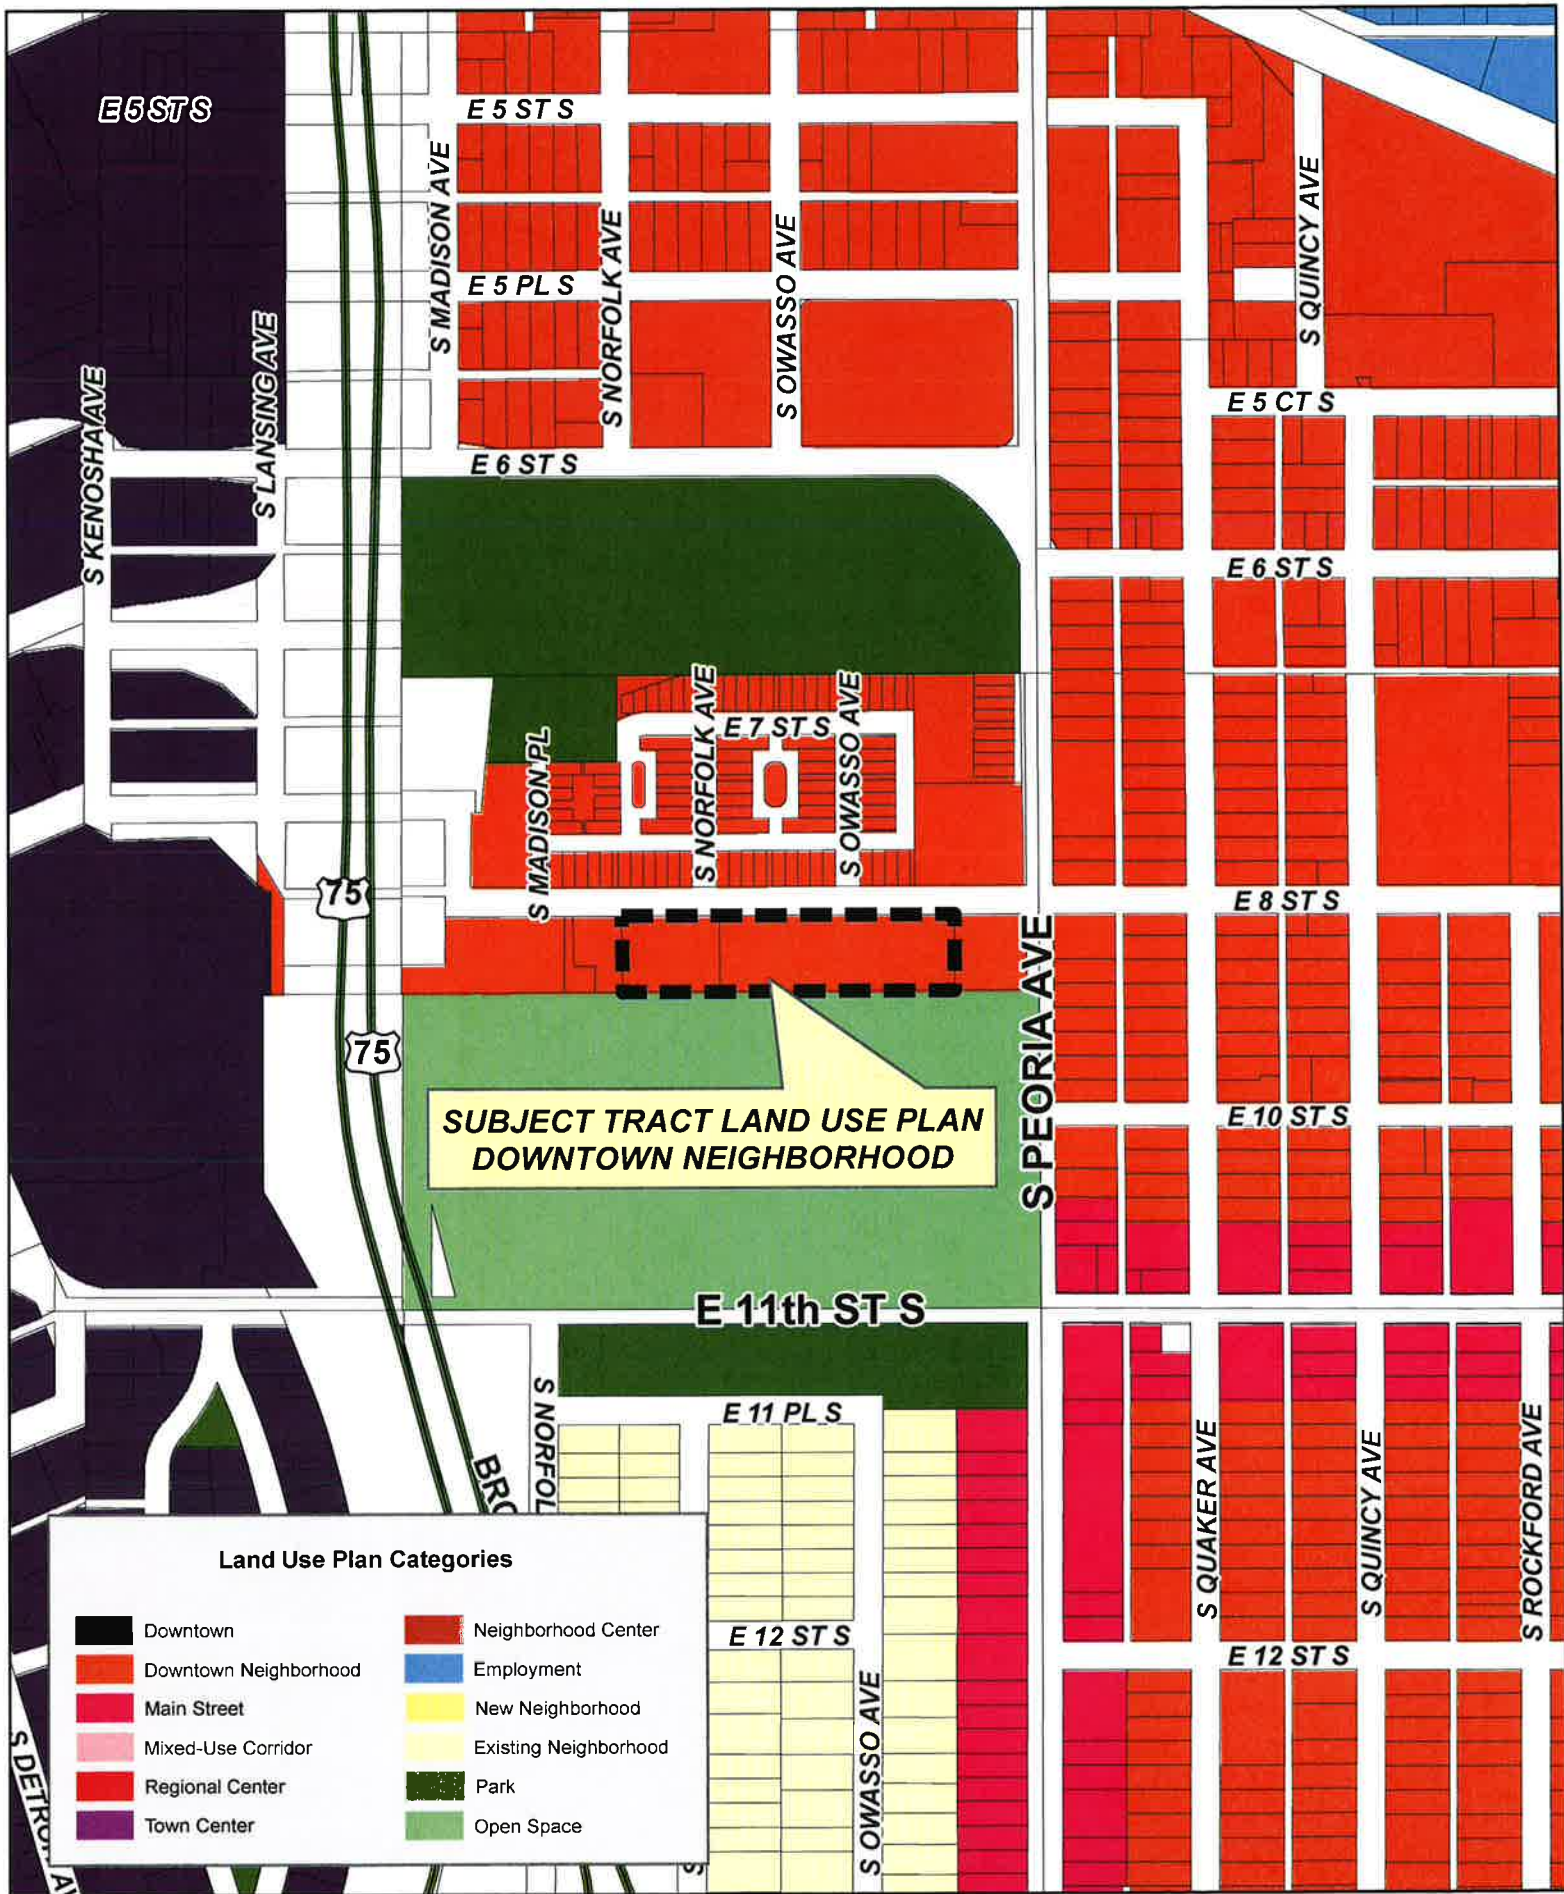 E 5 ST S
E 5 ST S
S MADISON AVE
S QUINCY AVE
S NORFOLK AVE
S OWASSO AVE
E 5 PL S
S LANSING AVE
S KENOSHA AVE
E 5 CT S
E 6 ST S
E 6 ST S
S NORFOLK AVE
S OWASSO AVE
E 7 ST S
S MADISON PL
75
E 8 ST S
S PEORIA AVE
75
SUBJECT TRACT LAND USE PLAN
DOWNTOWN NEIGHBORHOOD
E 10 ST S
E 11th ST S
S NORFOL
E 11 PL S
BRO
S QUAKER AVE
S QUINCY AVE
S ROCKFORD AVE
E 12 ST S
E 12 ST S
S OWASSO AVE
Land Use Plan Categories
Downtown
Downtown Neighborhood
Main Street
Mixed-Use Corridor
Regional Center
Town Center
Neighborhood Center
Employment
New Neighborhood
Existing Neighborhood
Park
Open Space